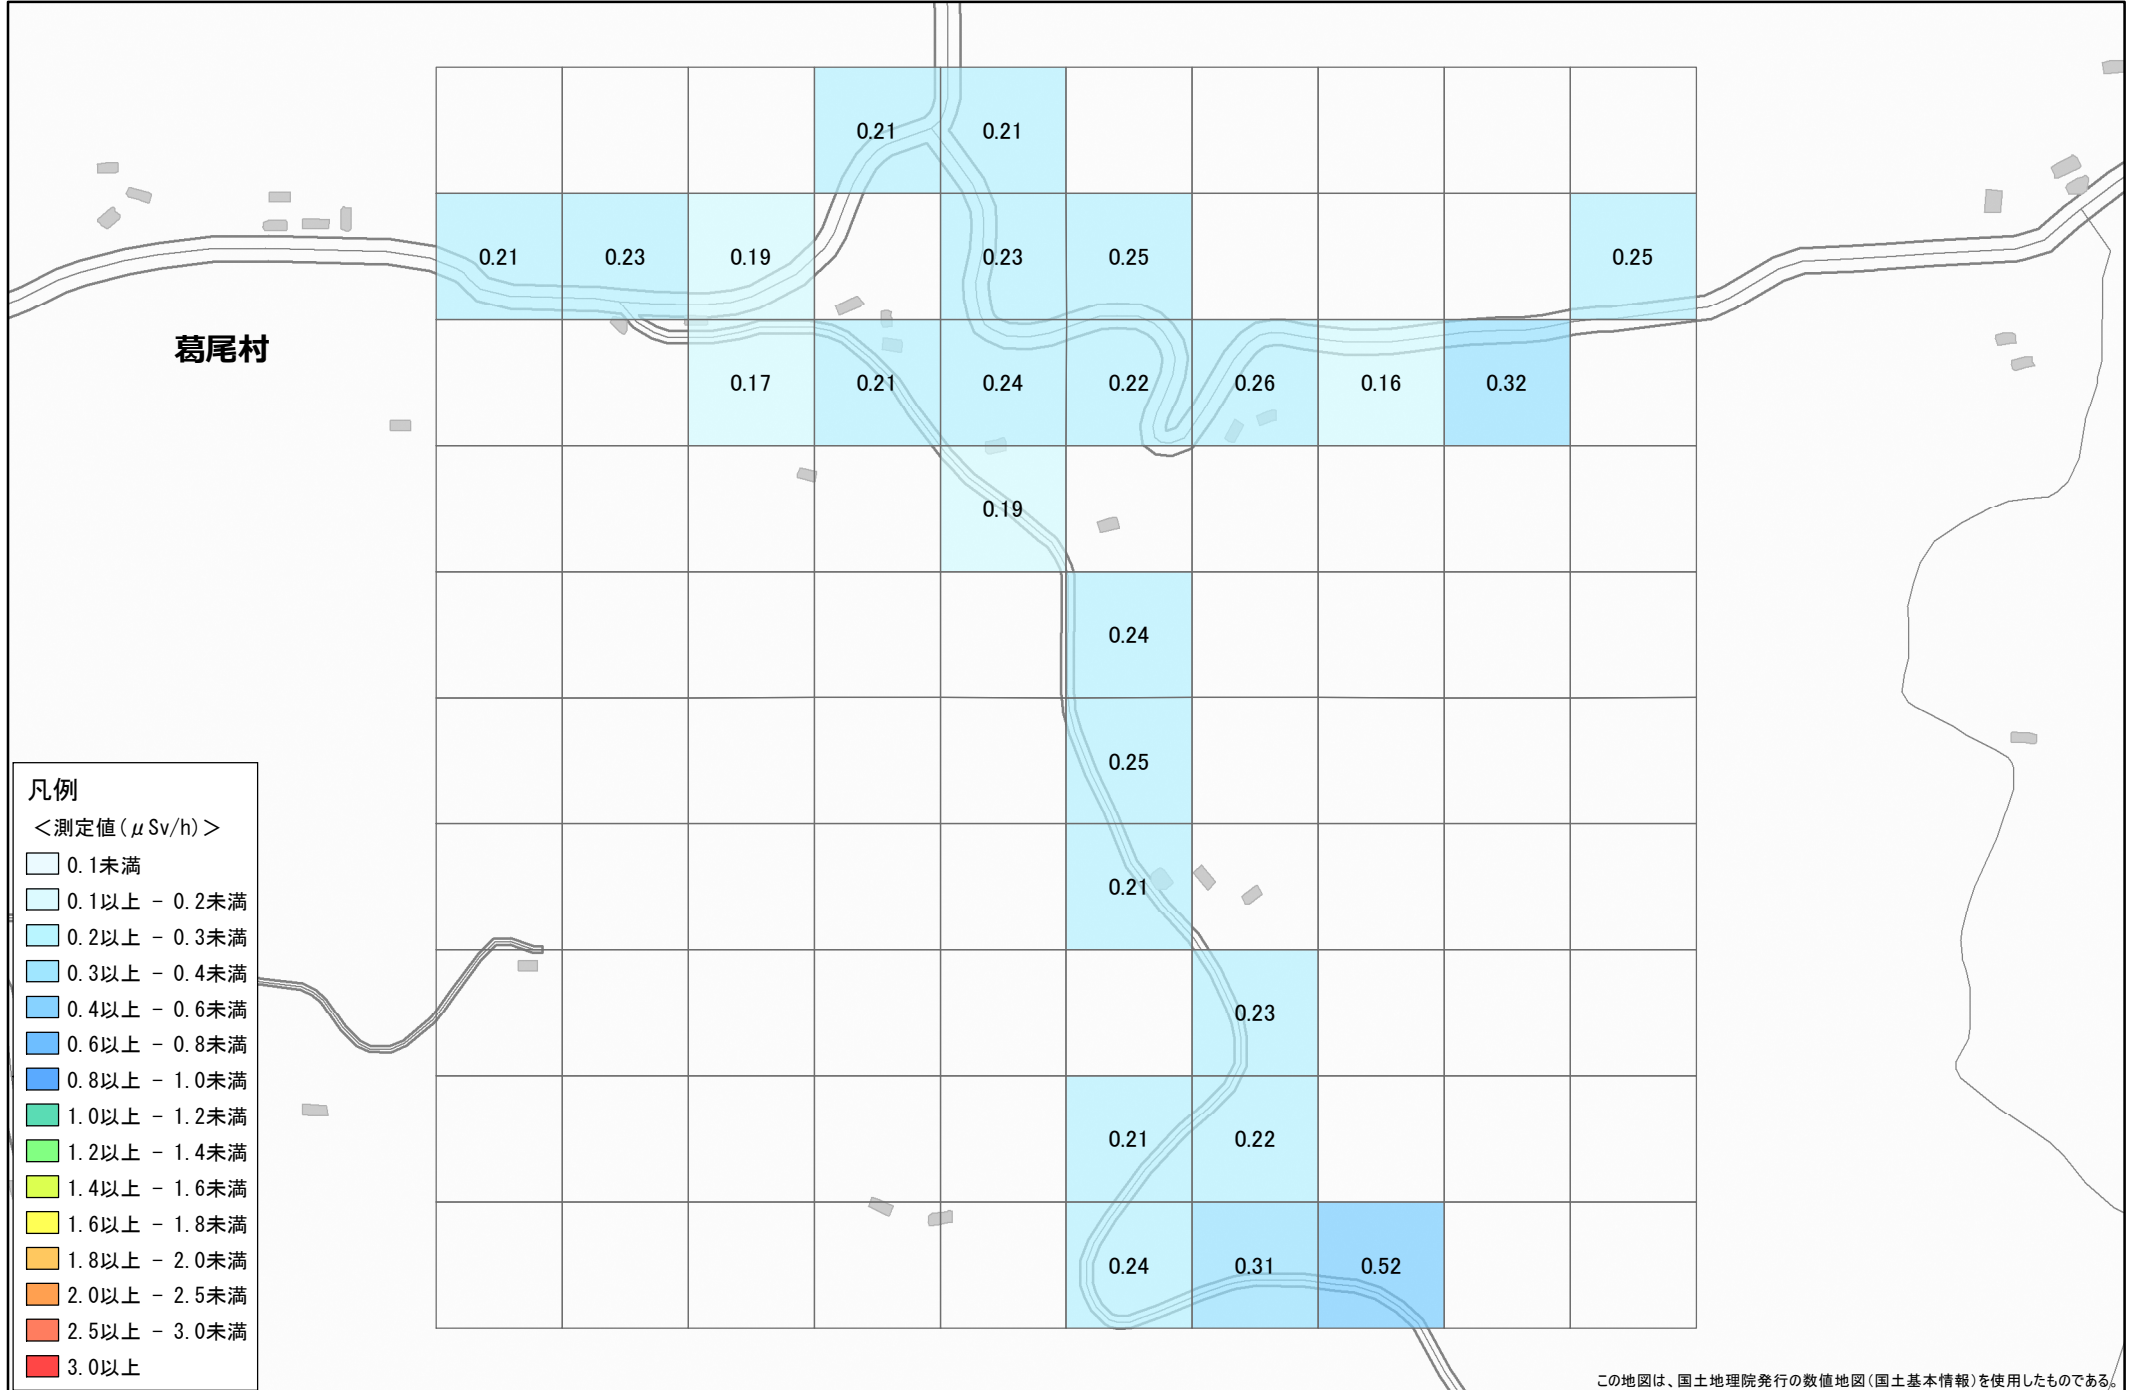 0.21 0.21
0.21 0.23 0.19 0.23 0.25 0.25
葛尾村
0.17 0.21 0.24 0.22 0.26 0.16 0.32
0.19
0.24
0.25
0.21
0.23
0.21 0.22
0.24 0.31 0.52
凡例
＜測定値(μSv/h)＞
0.1未満
0.1以上 - 0.2未満
0.2以上 - 0.3未満
0.3以上 - 0.4未満
0.4以上 - 0.6未満
0.6以上 - 0.8未満
0.8以上 - 1.0未満
1.0以上 - 1.2未満
1.2以上 - 1.4未満
1.4以上 - 1.6未満
1.6以上 - 1.8未満
1.8以上 - 2.0未満
2.0以上 - 2.5未満
2.5以上 - 3.0未満
3.0以上
この地図は、国土地理院発行の数値地図(国土基本情報)を使用したものである。